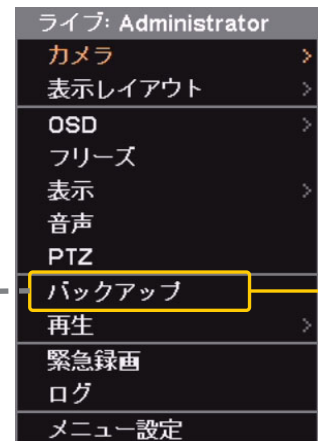 ライブ: Administrator
カメラ
表示レイアウト
OSD
フリーズ
表示
音声
PTZ
バックアップ
再生
緊急録画
ログ
メニュー設定